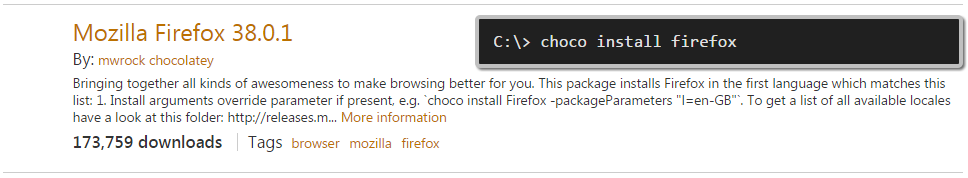 Mozilla Firefox 38.0.1
C:\> choco install firefox
By: mwrock chocolatey
Bringing together all kinds of awesomeness to make browsing better for you. This package installs Firefox in the first language which matches this
list: 1. Install arguments override parameter if present, e.g. `choco install Firefox -packageParameters "l=en-GB"`. To get a list of all available locales
have a look at this folder: http://releases.m... More information
173,759 downloads Tags browser mozilla firefox